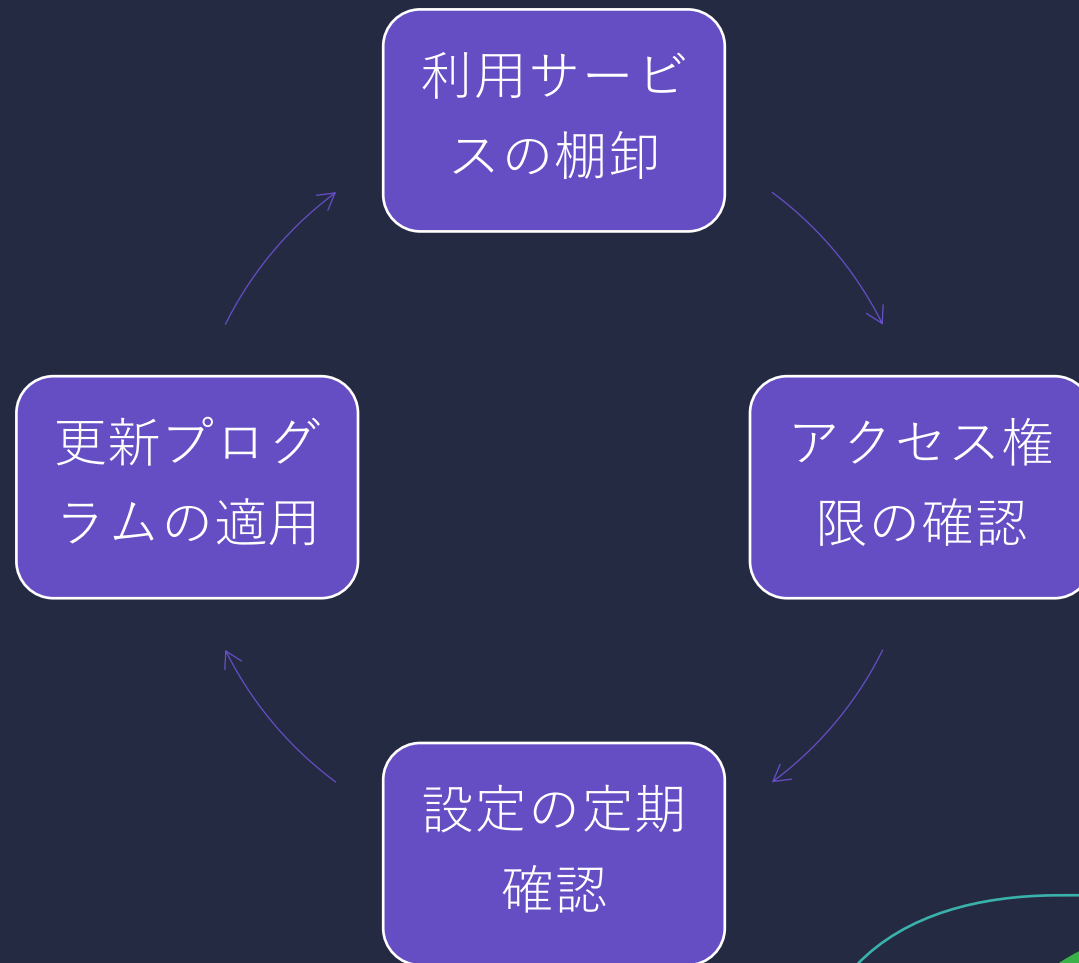 利用サービ
スの棚卸
アクセス権
限の確認
設定の定期
確認
更新プログ
ラムの適用